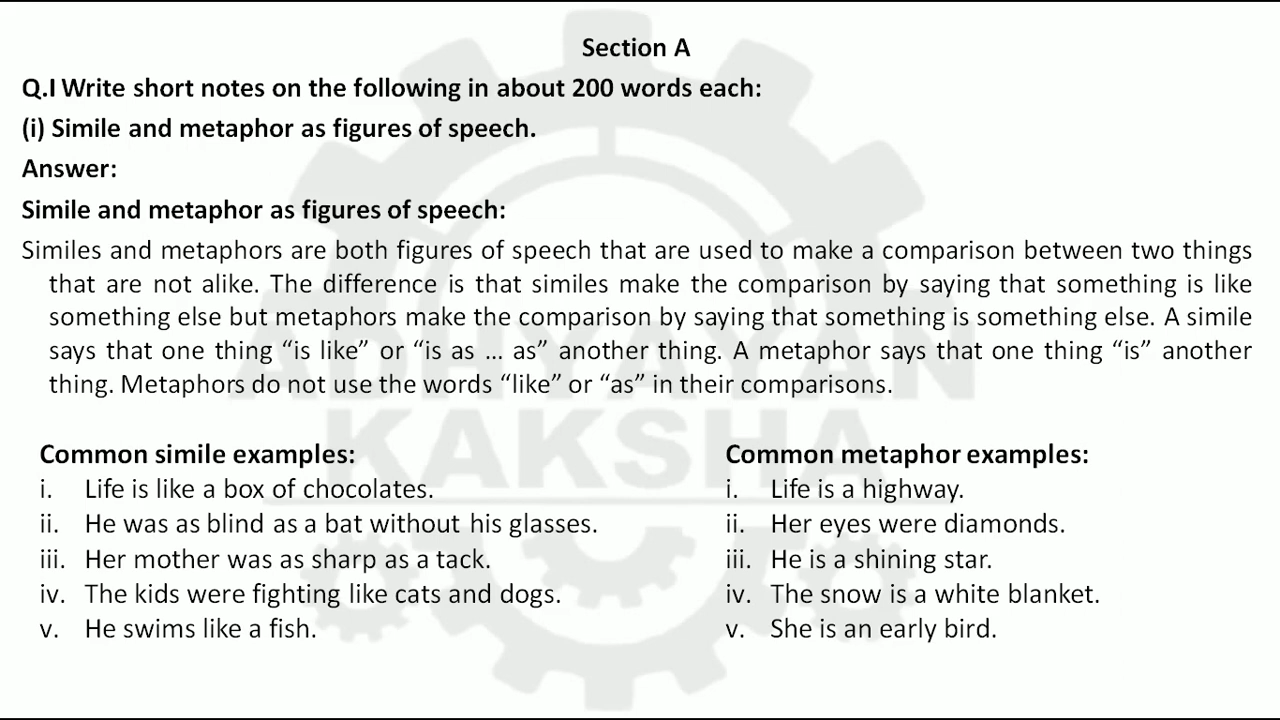 Section A
Q.I Write short notes on the following in about 200 words each:
(i) Simile and metaphor as figures of speech.
Answer:
Simile and metaphor as figures of speech:
Similes and metaphors are both figures of speech that are used to make a comparison between two things
that are not alike. The difference is that similes make the comparison by saying that something is like
something else but metaphors make the comparison by saying that something is something else. A simile
says that one thing “is like” or “is as ... as” another thing. A metaphor says that one thing “is” another
thing. Metaphors do not use the words “like” or “as” in their comparisons.
ADHYAYAN
KAKSHA
Common simile examples:
i. Life is like a box of chocolates.
ii. He was as blind as a bat without his glasses.
iii. Her mother was as sharp as a tack.
iv. The kids were fighting like cats and dogs.
v. He swims like a fish.
Common metaphor examples:
i. Life is a highway.
ii. Her eyes were diamonds.
iii. He is a shining star.
iv. The snow is a white blanket.
v. She is an early bird.